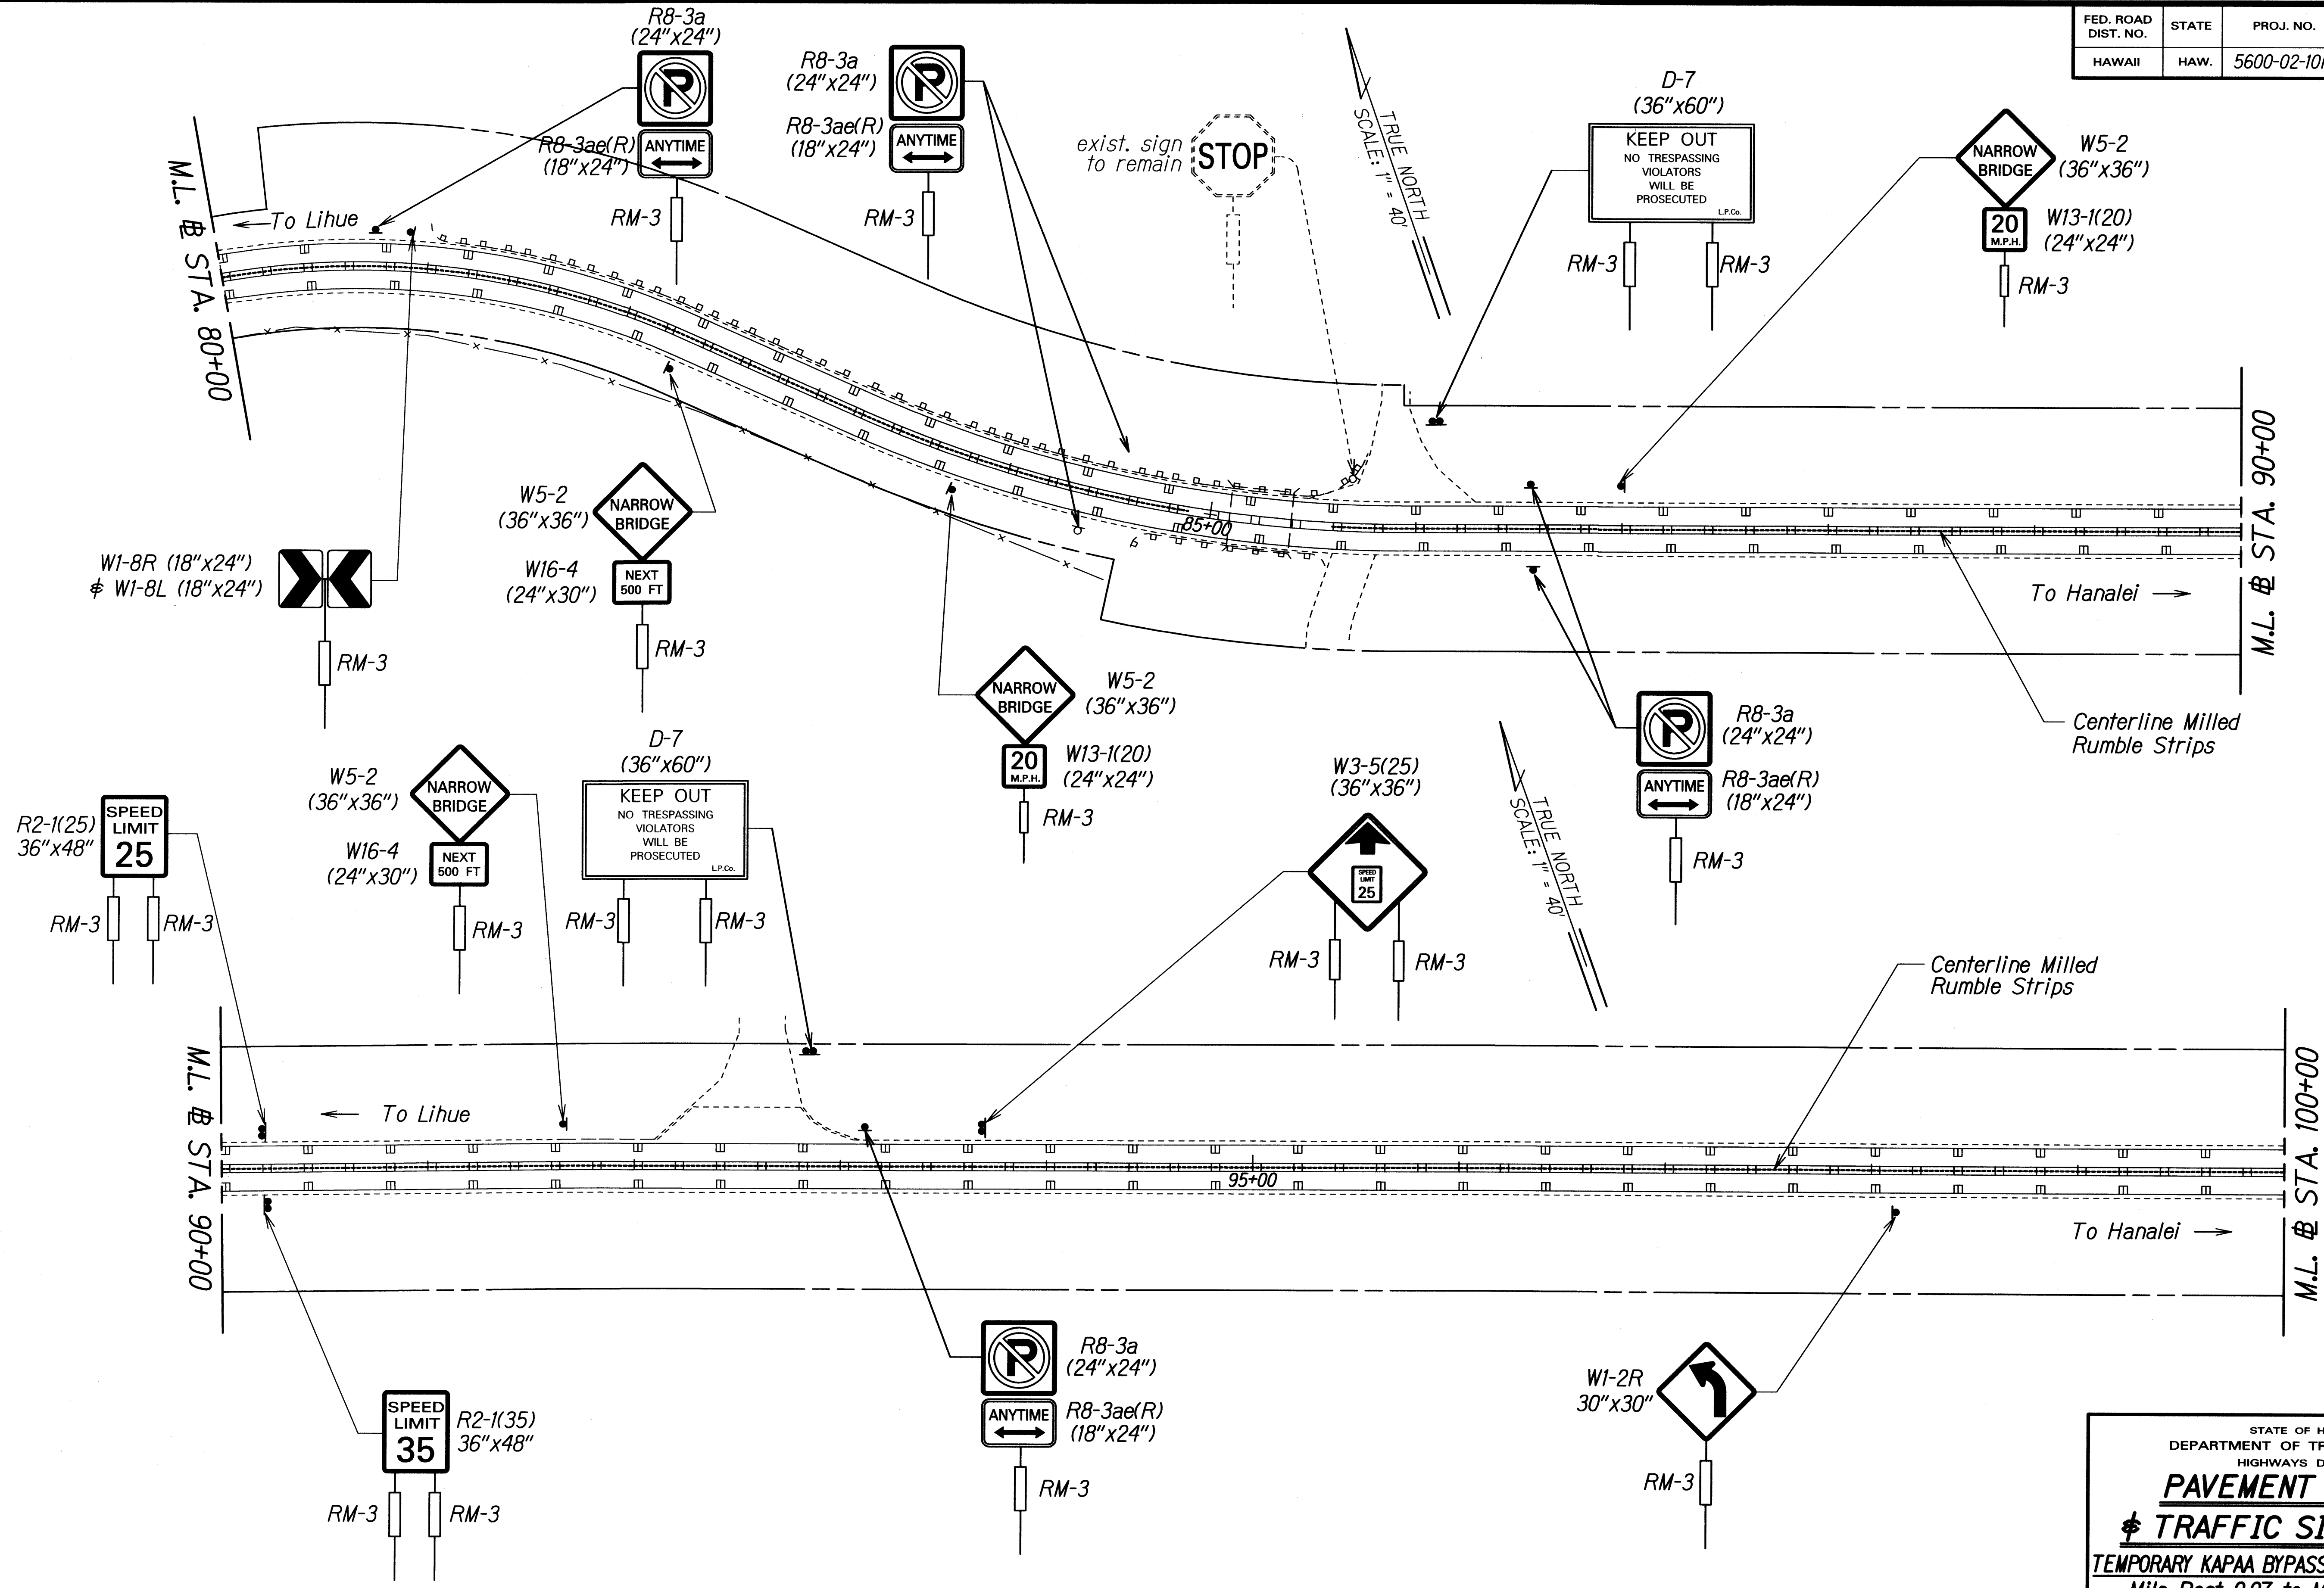 FED. ROAD DIST. NO.
STATE
PROJ. NO.
HAWAII
HAW.
R8-3a
(24"x24")
R8-3ae(R)
(18"x24")
ANYTIME
RM-3
R8-3a
(24"x24")
R8-3ae(R)
(18"x24")
ANYTIME
RM-3
exist. sign
to remain
STOP
TRUE NORTH
SCALE: 1" = 40'
D-7
(36"x60")
KEEP OUT
NO TRESPASSING
VIOLATORS
WILL BE
PROSECUTED
L.P.Co.
RM-3
RM-3
NARROW
BRIDGE
W5-2
(36"x36")
20
M.P.H.
W13-1(20)
(24"x24")
RM-3
M.L. ⅊ STA. 80+00
To Lihue
85+00
To Hanalei
M.L. ⅊ STA. 90+00
W1-8R (18"x24")
& W1-8L (18"x24")
RM-3
W5-2
(36"x36")
NARROW
BRIDGE
W16-4
(24"x30")
NEXT
500 FT
RM-3
NARROW
BRIDGE
W5-2
(36"x36")
20
M.P.H.
W13-1(20)
(24"x24")
RM-3
R8-3a
(24"x24")
ANYTIME
R8-3ae(R)
(18"x24")
RM-3
Centerline Milled
Rumble Strips
R2-1(25)
36"x48"
SPEED
LIMIT
25
RM-3
RM-3
W5-2
(36"x36")
NARROW
BRIDGE
W16-4
(24"x30")
NEXT
500 FT
RM-3
D-7
(36"x60")
KEEP OUT
NO TRESPASSING
VIOLATORS
WILL BE
PROSECUTED
L.P.Co.
RM-3
RM-3
W3-5(25)
(36"x36")
SPEED
LIMIT
25
RM-3
RM-3
TRUE NORTH
SCALE: 1" = 40'
Centerline Milled
Rumble Strips
M.L. ⅊ STA. 90+00
To Lihue
95+00
To Hanalei
M.L. ⅊ STA. 100+00
SPEED
LIMIT
35
R2-1(35)
36"x48"
RM-3
RM-3
R8-3a
(24"x24")
ANYTIME
R8-3ae(R)
(18"x24")
RM-3
W1-2R
30"x30"
RM-3
STATE OF
DEPARTMENT OF
HIGHWAYS
PAVEMENT
& TRAFFIC
TEMPORARY KAPAA BYPASS